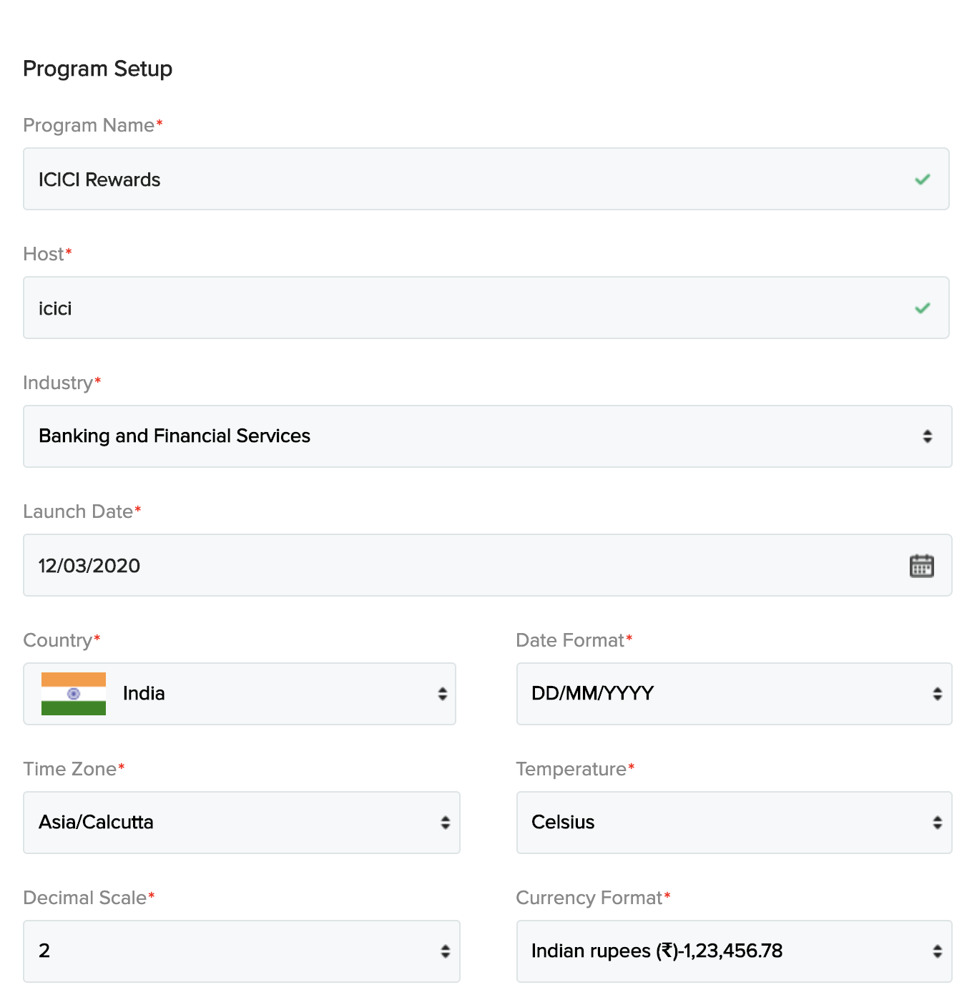 Program Setup
Program Name*
ICICI Rewards
Host*
icici
Industry*
Banking and Financial Services
Launch Date*
12/03/2020
Country* Date Format*
India DD/MM/YYYY
Time Zone* Temperature*
Asia/Calcutta Celsius
Decimal Scale* Currency Format*
2 Indian rupees (₹)-1,23,456.78